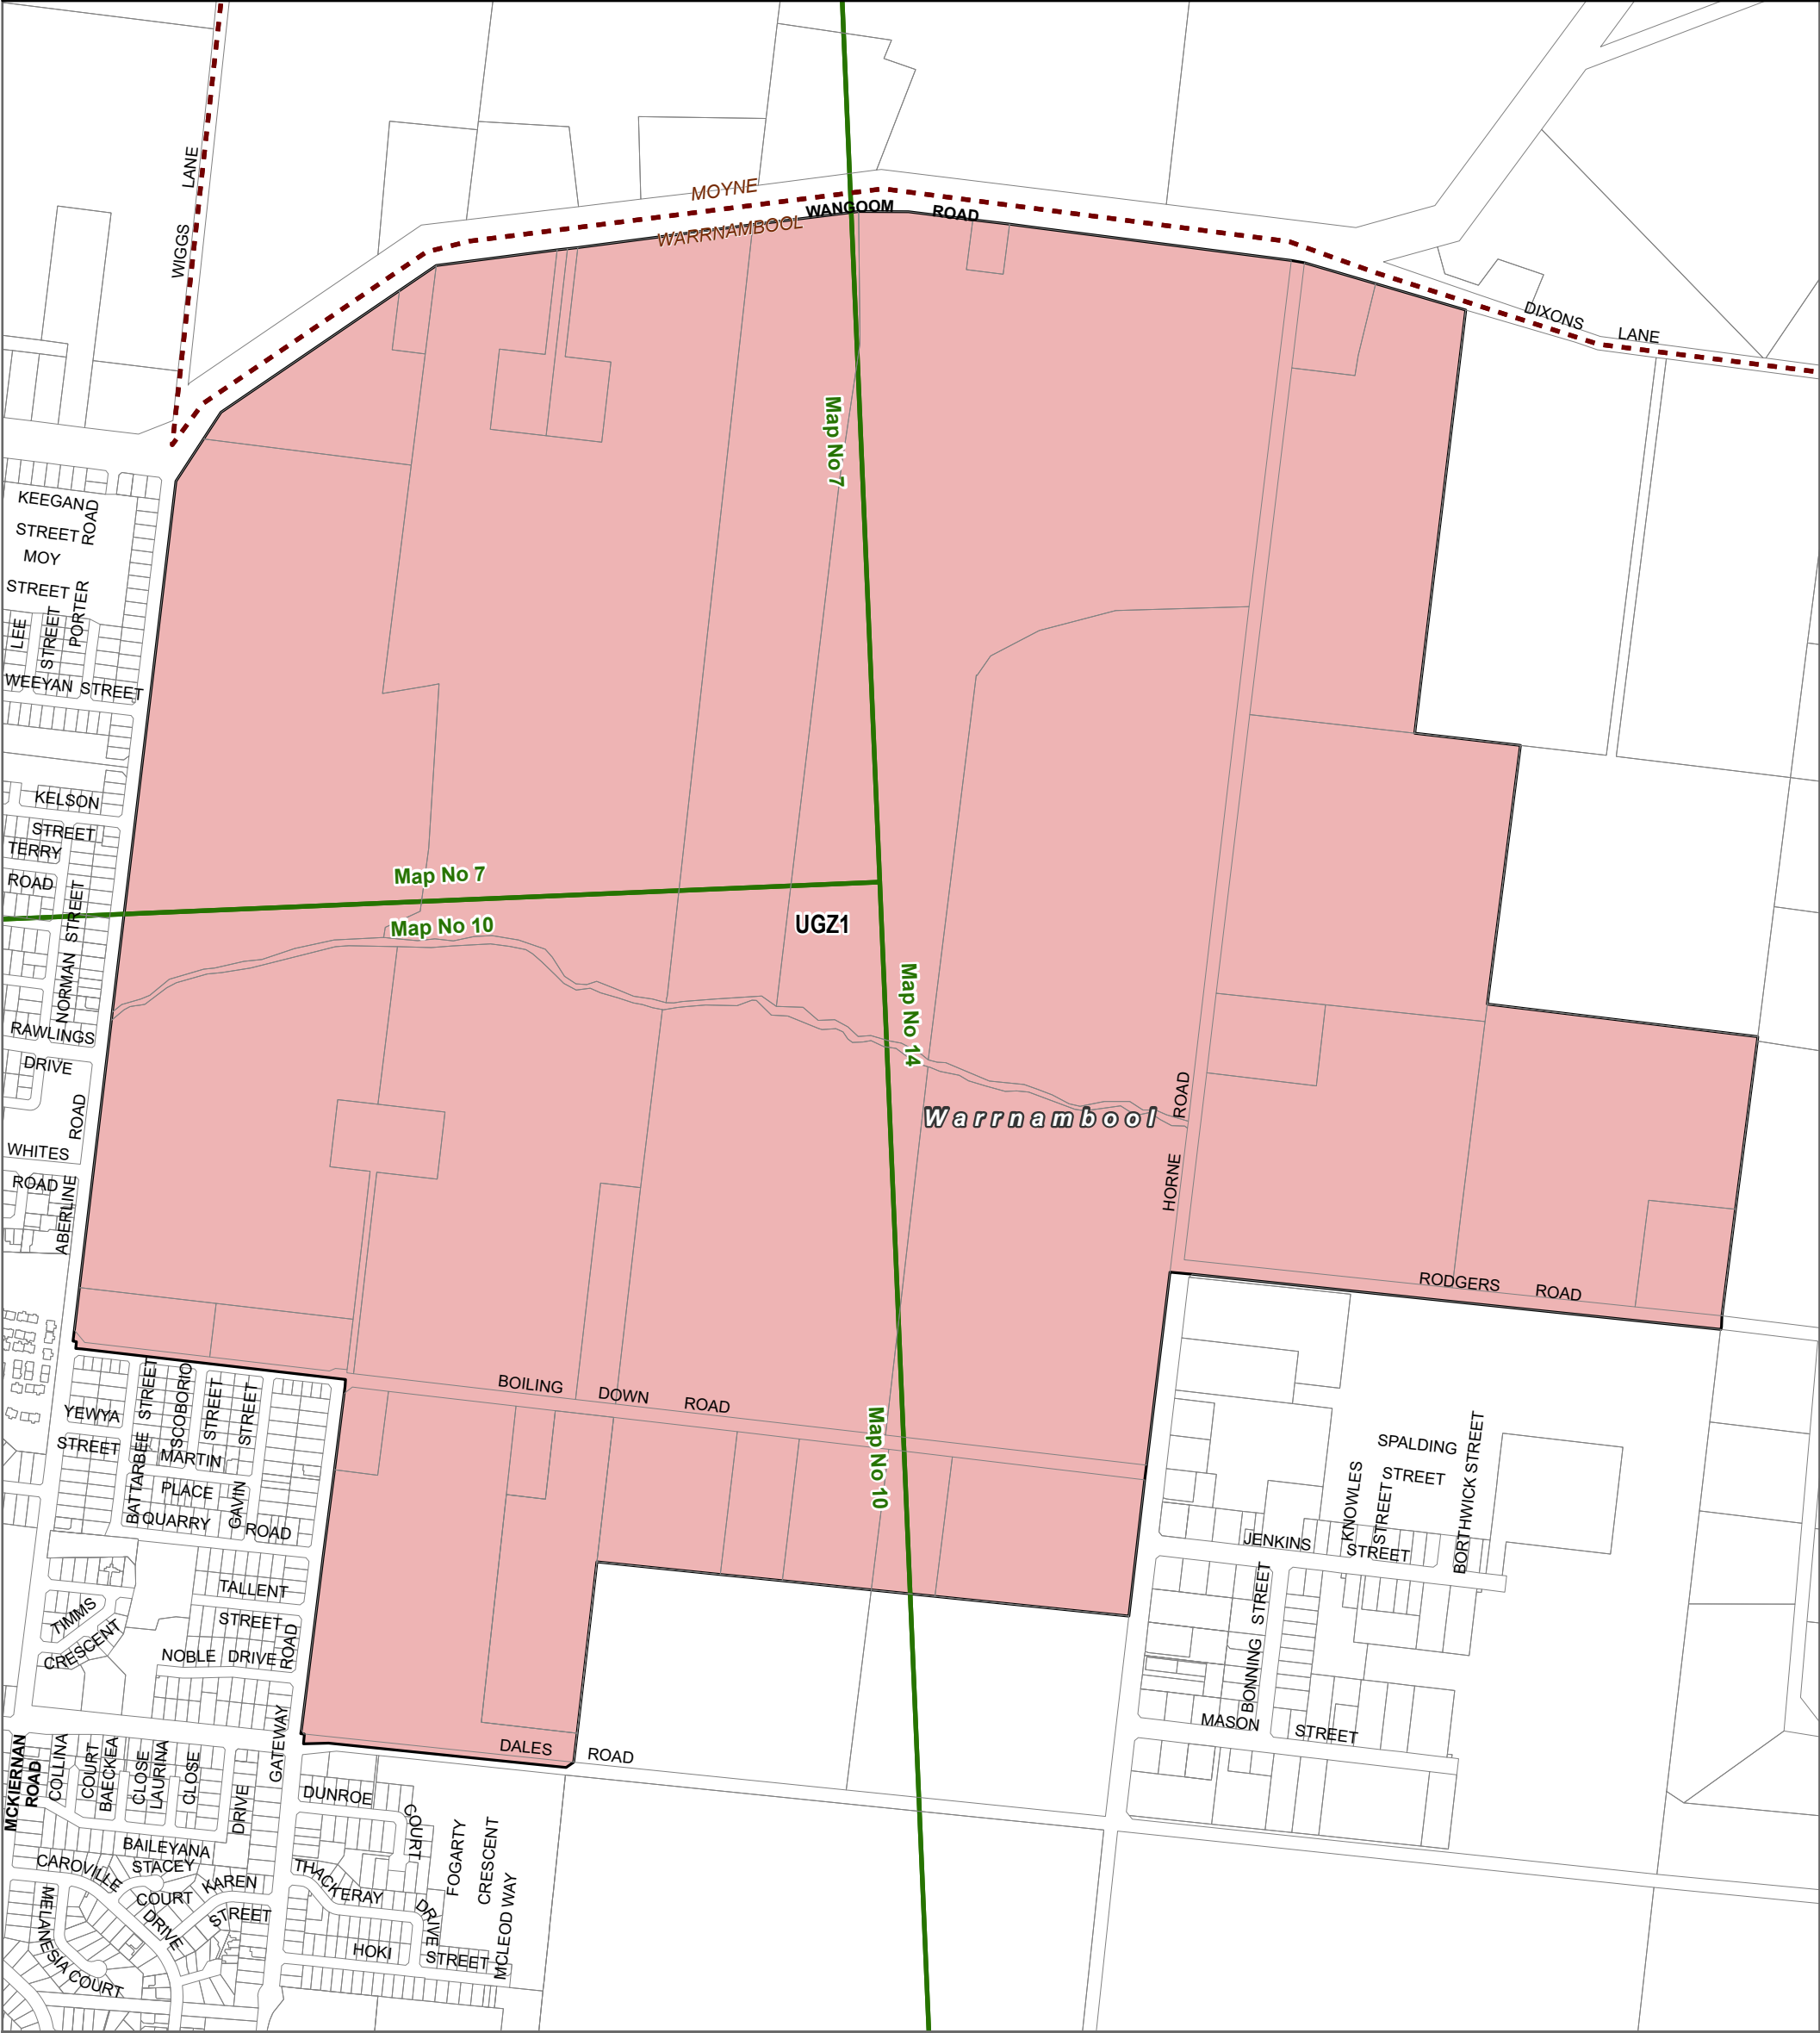 WIGGS LANE
MOYNE
WARRNAMBOOL
WANGOOM ROAD
DIXONS LANE
Map No 7
KEEGAN
STREET
ROAD
MOY
STREET
PORTER
LEE
STREET
WEEYAN STREET
KELSON
STREET
TERRY
ROAD
Map No 7
Map No 10
UGZ1
NORMAN STREET
Map No 14
RAWLINGS
DRIVE
Warrnambool
HORNE ROAD
WHITES
ROAD
ABERLINE ROAD
RODGERS ROAD
BOILING DOWN ROAD
Map No 10
YEWYA
STREET
BATTARBEE STREET
SOOBORIO
STREET
GAVIN STREET
MARTIN
PLACE
QUARRY ROAD
SPALDING
STREET
KNOWLES
STREET
BORTHWICK STREET
JENKINS STREET
TALLENT
STREET
TIMMS
CRESCENT
NOBLE DRIVE
GATEWAY ROAD
BONNING STREET
MASON STREET
DALES ROAD
MCKIERNAN
ROAD
COLLINA
COURT
BAECKEA
CLOSE
LAURINA
CLOSE
DRIVE
DUNROE
COURT
FOGARTY
CRESCENT
MCLEOD WAY
BAILEYANA
STACEY
CAROVILLE
KAREN
COURT
STREET
DRIVE
THACKERAY
DRIVE
MELANESIA COURT
HOKI
STREET